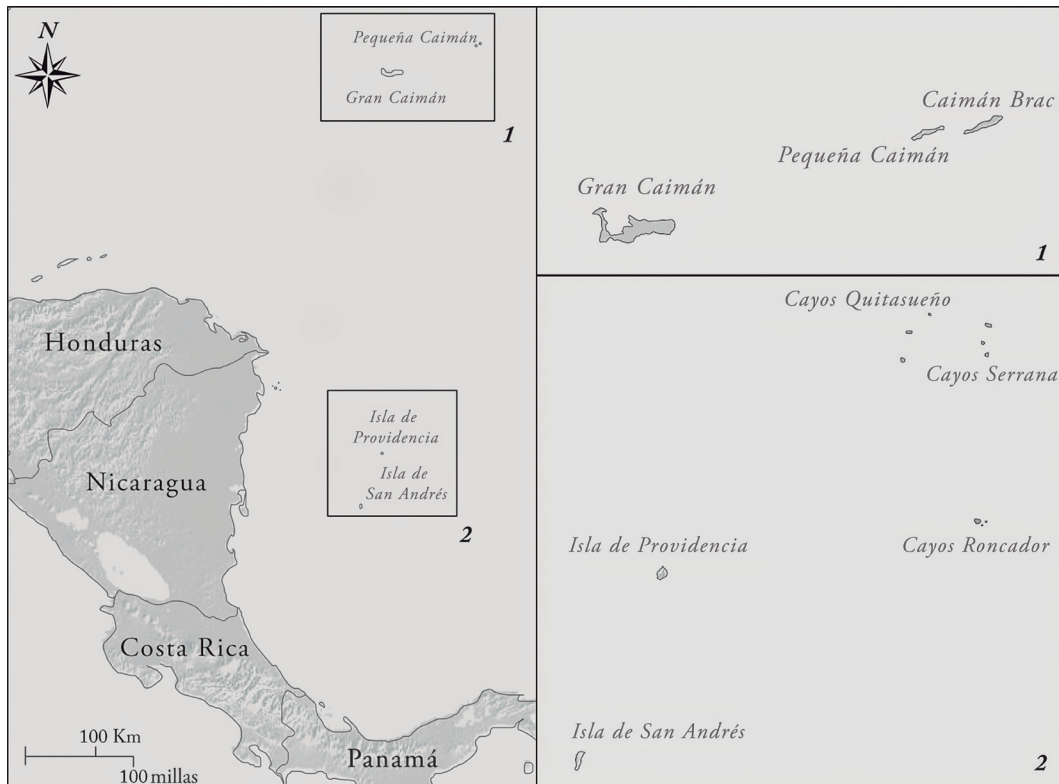 N
Pequeña Caimán
Gran Caimán
1
Honduras
Nicaragua
Isla de
Providencia
Isla de
San Andrés
2
Costa Rica
Panamá
100 Km
100 millas
Caimán Brac
Pequeña Caimán
Gran Caimán
1
Cayos Quitasueño
Cayos Serrana
Isla de Providencia
Cayos Roncador
Isla de San Andrés
2